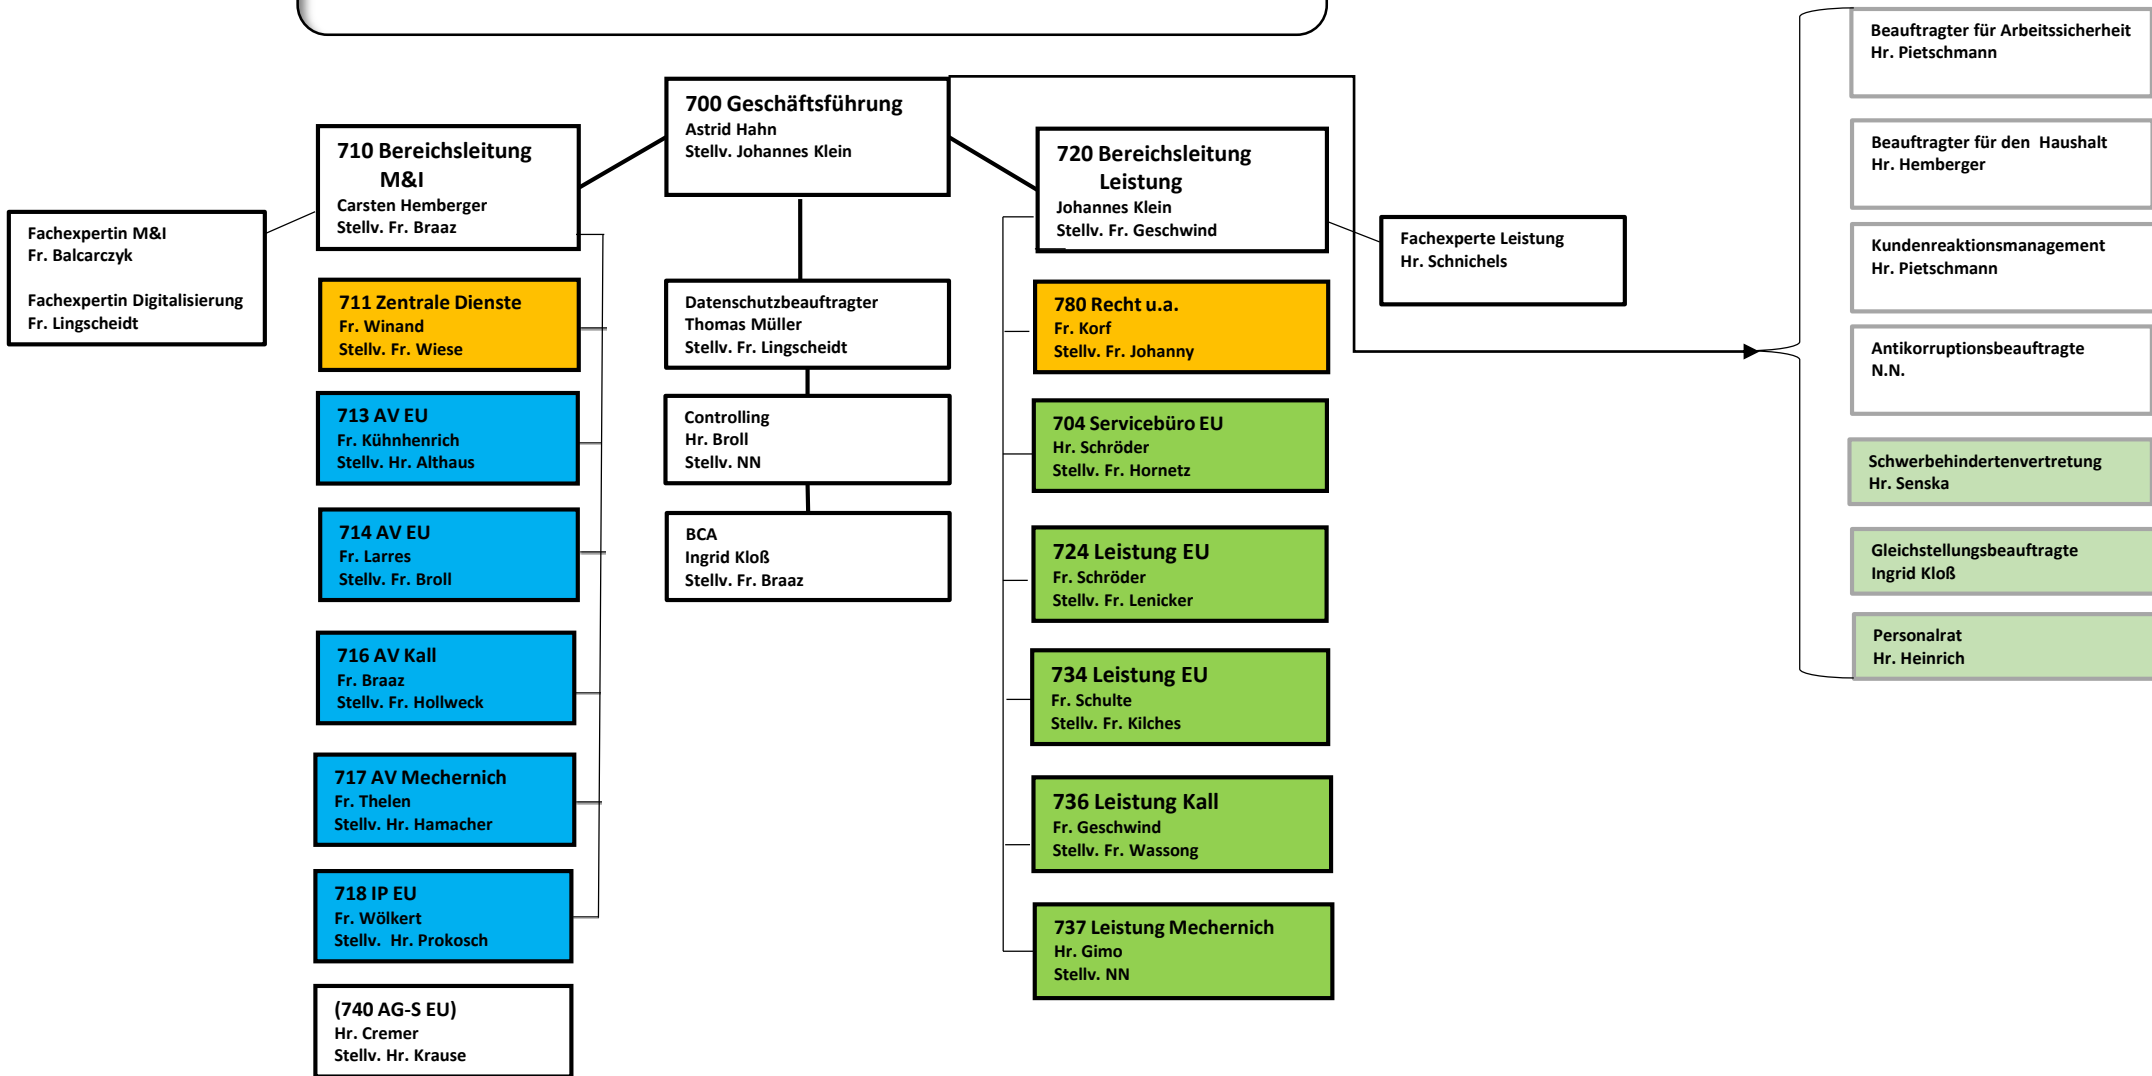 700 Geschäftsführung
Astrid Hahn
Stellv. Johannes Klein
710 Bereichsleitung
M&I
Carsten Hemberger
Stellv. Fr. Braaz
Fachexpertin M&I
Fr. Balcarczyk
Fachexpertin Digitalisierung
Fr. Lingscheidt
711 Zentrale Dienste
Fr. Winand
Stellv. Fr. Wiese
713 AV EU
Fr. Kühnhenrich
Stellv. Hr. Althaus
714 AV EU
Fr. Larres
Stellv. Fr. Broll
716 AV Kall
Fr. Braaz
Stellv. Fr. Hollweck
717 AV Mechernich
Fr. Thelen
Stellv. Hr. Hamacher
718 IP EU
Fr. Wölkert
Stellv. Hr. Prokosch
(740 AG-S EU)
Hr. Cremer
Stellv. Hr. Krause
Datenschutzbeauftragter
Thomas Müller
Stellv. Fr. Lingscheidt
Controlling
Hr. Broll
Stellv. NN
BCA
Ingrid Kloß
Stellv. Fr. Braaz
720 Bereichsleitung
Leistung
Johannes Klein
Stellv. Fr. Geschwind
Fachexperte Leistung
Hr. Schnichels
780 Recht u.a.
Fr. Korf
Stellv. Fr. Johanny
704 Servicebüro EU
Hr. Schröder
Stellv. Fr. Hornetz
724 Leistung EU
Fr. Schröder
Stellv. Fr. Lenicker
734 Leistung EU
Fr. Schulte
Stellv. Fr. Kilches
736 Leistung Kall
Fr. Geschwind
Stellv. Fr. Wassong
737 Leistung Mechernich
Hr. Gimo
Stellv. NN
Beauftragter für Arbeitssicherheit
Hr. Pietschmann
Beauftragter für den Haushalt
Hr. Hemberger
Kundenreaktionsmanagement
Hr. Pietschmann
Antikorruptionsbeauftragte
N.N.
Schwerbehindertenvertretung
Hr. Senska
Gleichstellungsbeauftragte
Ingrid Kloß
Personalrat
Hr. Heinrich